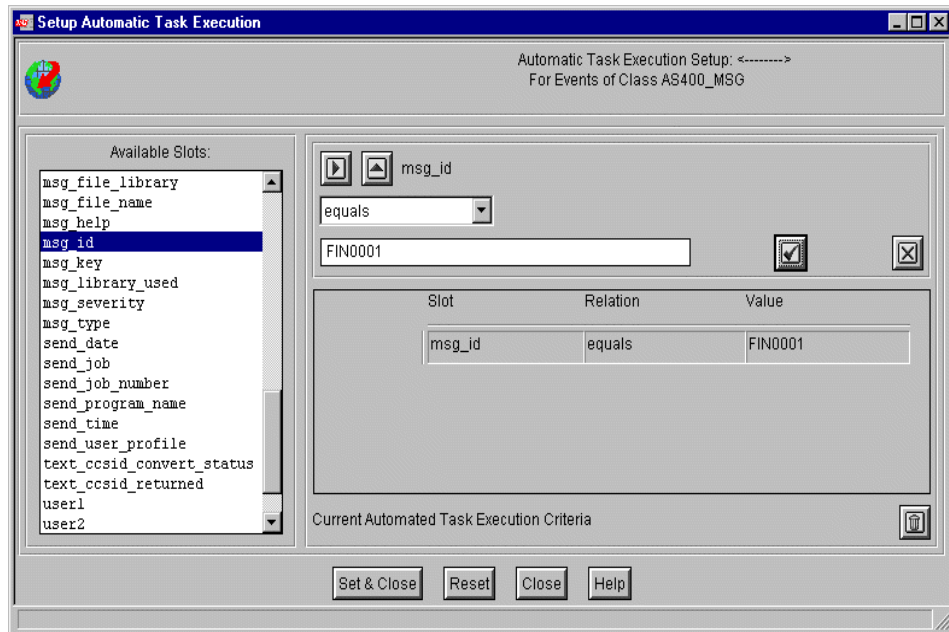 Setup Automatic Task Execution
Automatic Task Execution Setup: <-------->
For Events of Class AS400_MSG
Available Slots:
msg_file_library
msg_file_name
msg_help
msg_id
msg_key
msg_library_used
msg_severity
msg_type
send_date
send_job
send_job_number
send_program_name
send_time
send_user_profile
text_ccsid_convert_status
text_ccsid_returned
user1
user2
msg_id
equals
FIN0001
Slot Relation Value
msg_id equals FIN0001
Current Automated Task Execution Criteria
Set & Close Reset Close Help